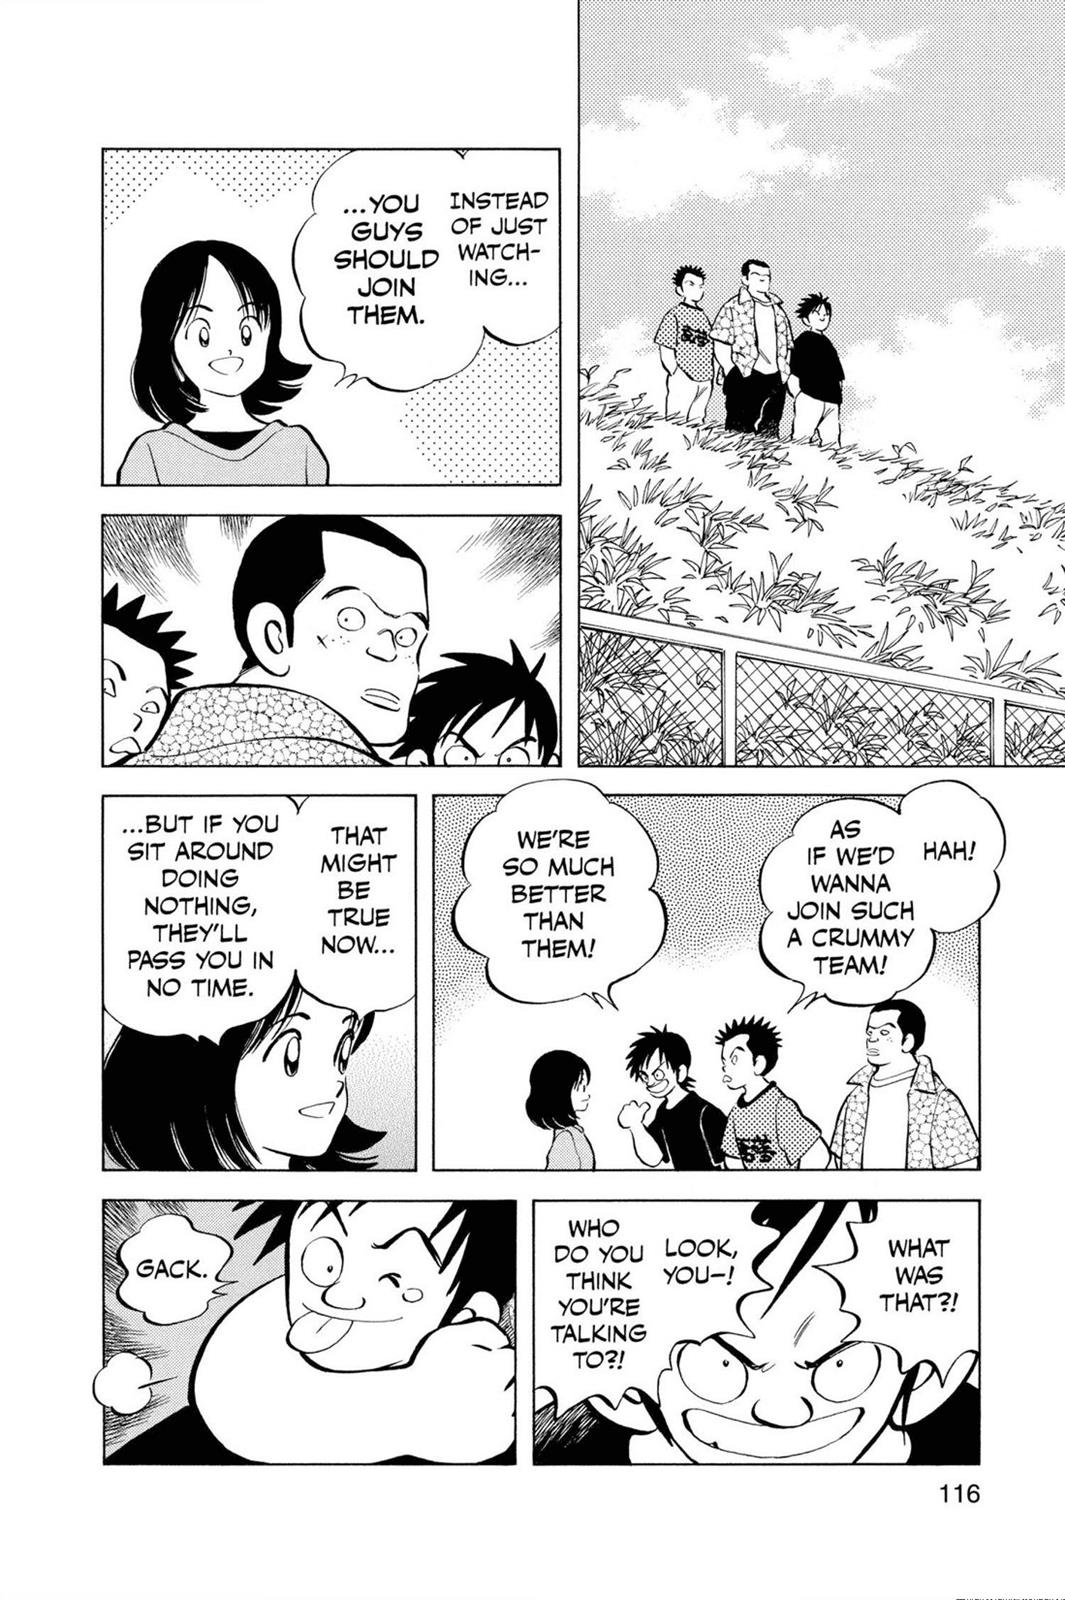 INSTEAD
OF JUST
WATCH-
ING...
...YOU
GUYS
SHOULD
JOIN
THEM.
HAH!
AS
IF WE'D
WANNA
JOIN SUCH
A CRUMMY
TEAM!
WE'RE
SO MUCH
BETTER
THAN
THEM!
THAT
MIGHT
BE
TRUE
NOW...
...BUT IF YOU
SIT AROUND
DOING
NOTHING,
THEY'LL
PASS YOU IN
NO TIME.
WHAT
WAS
THAT?!
LOOK,
YOU–!
WHO
DO YOU
THINK
YOU'RE
TALKING
TO?!
GACK.
116